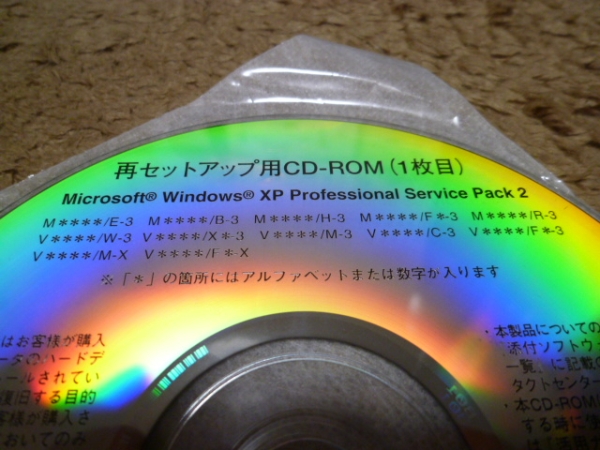 再セットアップ用CD-ROM(1枚目)
Microsoft® Windows® XP Professional Service Pack 2
M****/E-3 M****/B-3 M****/H-3 M****/F*-3 M****/R-3
V****/W-3 V****/X*-3 V****/M-3 V****/C-3 V****/F*-3
V****/M-X V****/F*-X
※「*」の箇所にはアルファベットまたは数字が入ります
はお客様が購入
ータのハードデ
ールされてい
復旧する目的
客様が購入さ
おいてのみ
・本製品についての
添付ソフトウ
一覧」に記載の
タクトセンター
・本CD-ROM
する時に使